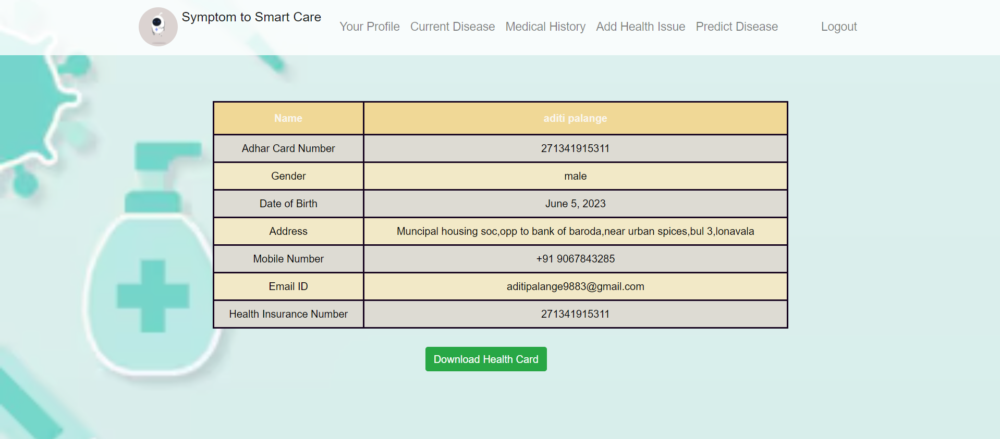 Symptom to Smart Care
Your Profile Current Disease Medical History Add Health Issue Predict Disease Logout
Name aditi palange
Adhar Card Number 271341915311
Gender male
Date of Birth June 5, 2023
Address Muncipal housing soc,opp to bank of baroda,near urban spices,bul 3,lonavala
Mobile Number +91 9067843285
Email ID aditipalange9883@gmail.com
Health Insurance Number 271341915311
Download Health Card